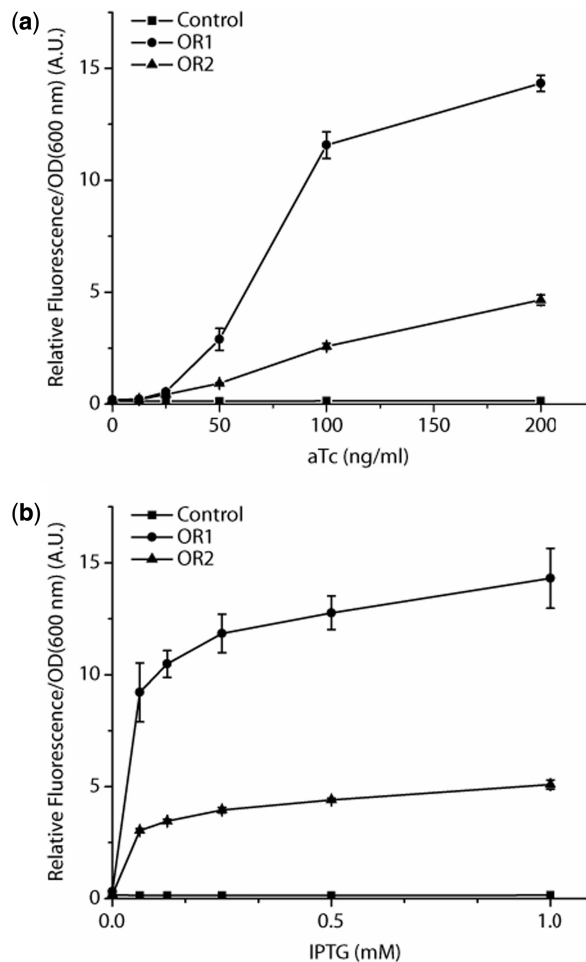 (a)
Control
OR1
OR2
Relative Fluorescence/OD(600 nm) (A.U.)
15
10
5
0
0 50 100 150 200
aTc (ng/ml)
(b)
Control
OR1
OR2
Relative Fluorescence/OD(600 nm) (A.U.)
15
10
5
0
0.0 0.5 1.0
IPTG (mM)